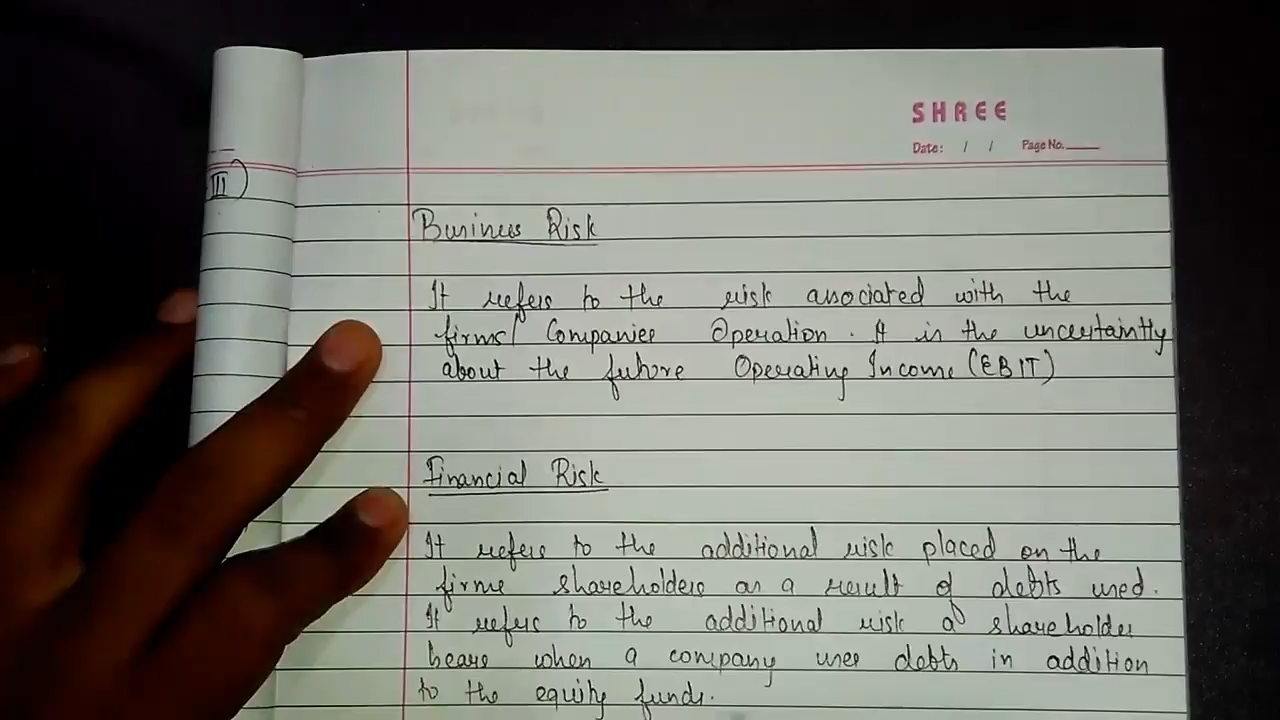 SHREE
Date: / / Page No.
III
Business Risk
It refers to the risk associated with the
firms/ Companies Operation. It is the uncertaintly
about the future Operating Income (EBIT)
Financial Risk
It refers to the additional risk placed on the
firms shareholders as a result of debts used.
It refers to the additional risk a shareholder
bears when a company uses debts in addition
to the equity funds.